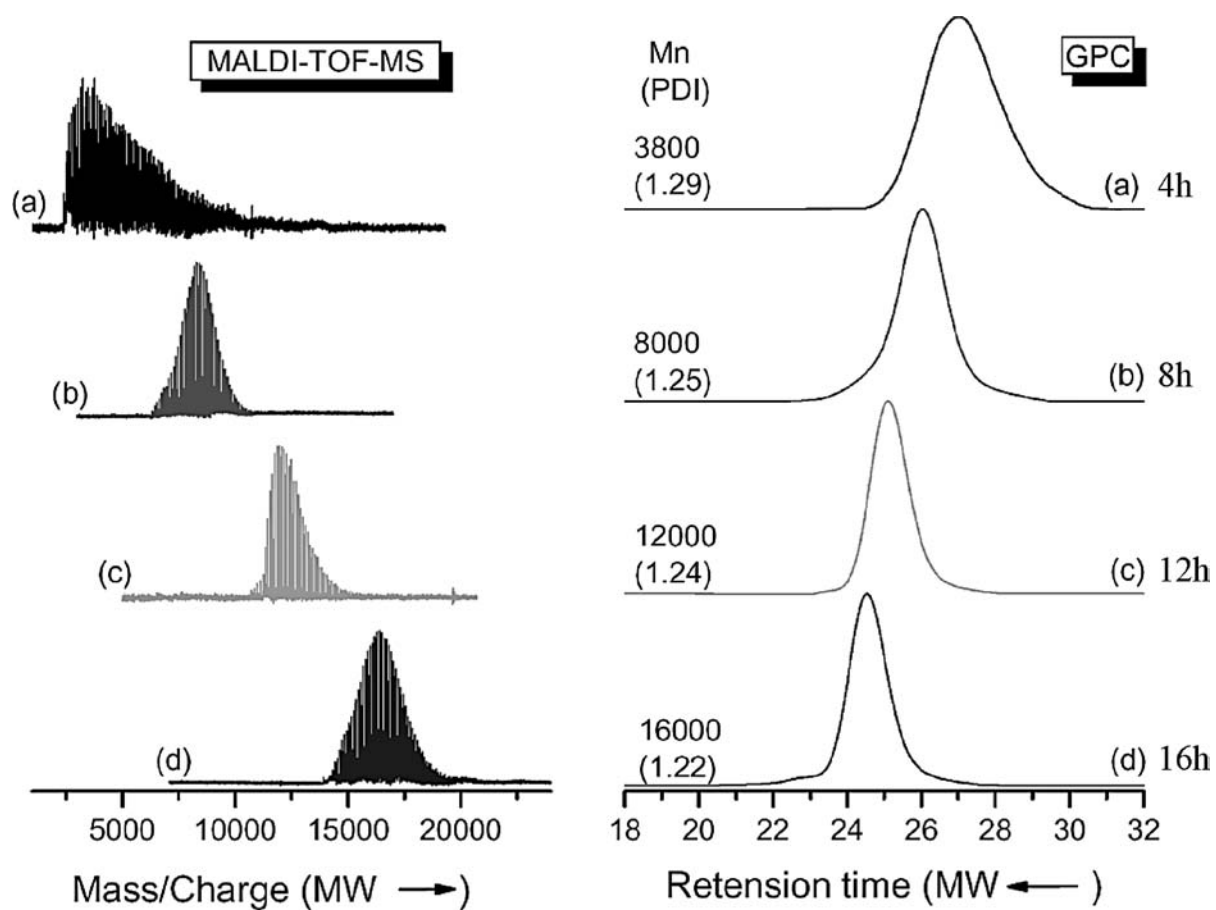 MALDI-TOF-MS
(a)
(b)
(c)
(d)
5000 10000 15000 20000
Mass/Charge (MW →)
GPC
Mn
(PDI)
3800
(1.29)
(a) 4h
8000
(1.25)
(b) 8h
12000
(1.24)
(c) 12h
16000
(1.22)
(d) 16h
18 20 22 24 26 28 30 32
Retension time (MW ← )